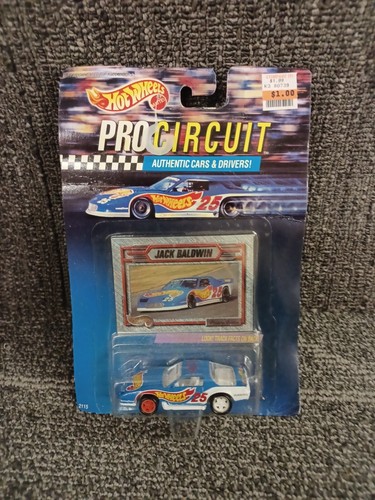 $1.00
HOT WHEELS
PRO CIRCUIT
AUTHENTIC CARS & DRIVERS!
HOT WHEELS
25
JACK BALDWIN
25
HOT WHEELS
25